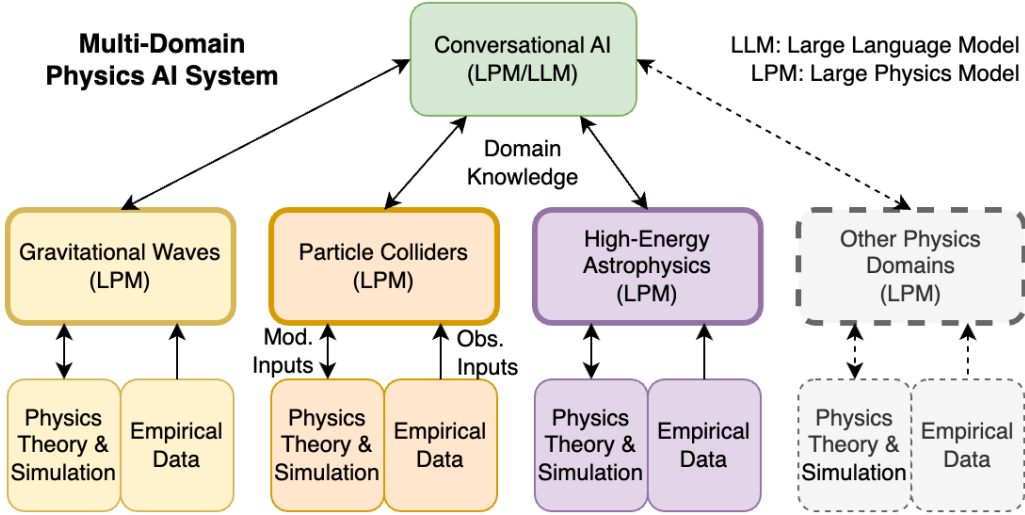 Multi-Domain
Physics AI System
Conversational AI
(LPM/LLM)
LLM: Large Language Model
LPM: Large Physics Model
Domain
Knowledge
Gravitational Waves
(LPM)
Particle Colliders
(LPM)
High-Energy
Astrophysics
(LPM)
Other Physics
Domains
(LPM)
Mod.
Inputs
Obs.
Inputs
Physics
Theory &
Simulation
Empirical
Data
Physics
Theory &
Simulation
Empirical
Data
Physics
Theory &
Simulation
Empirical
Data
Physics
Theory &
Simulation
Empirical
Data